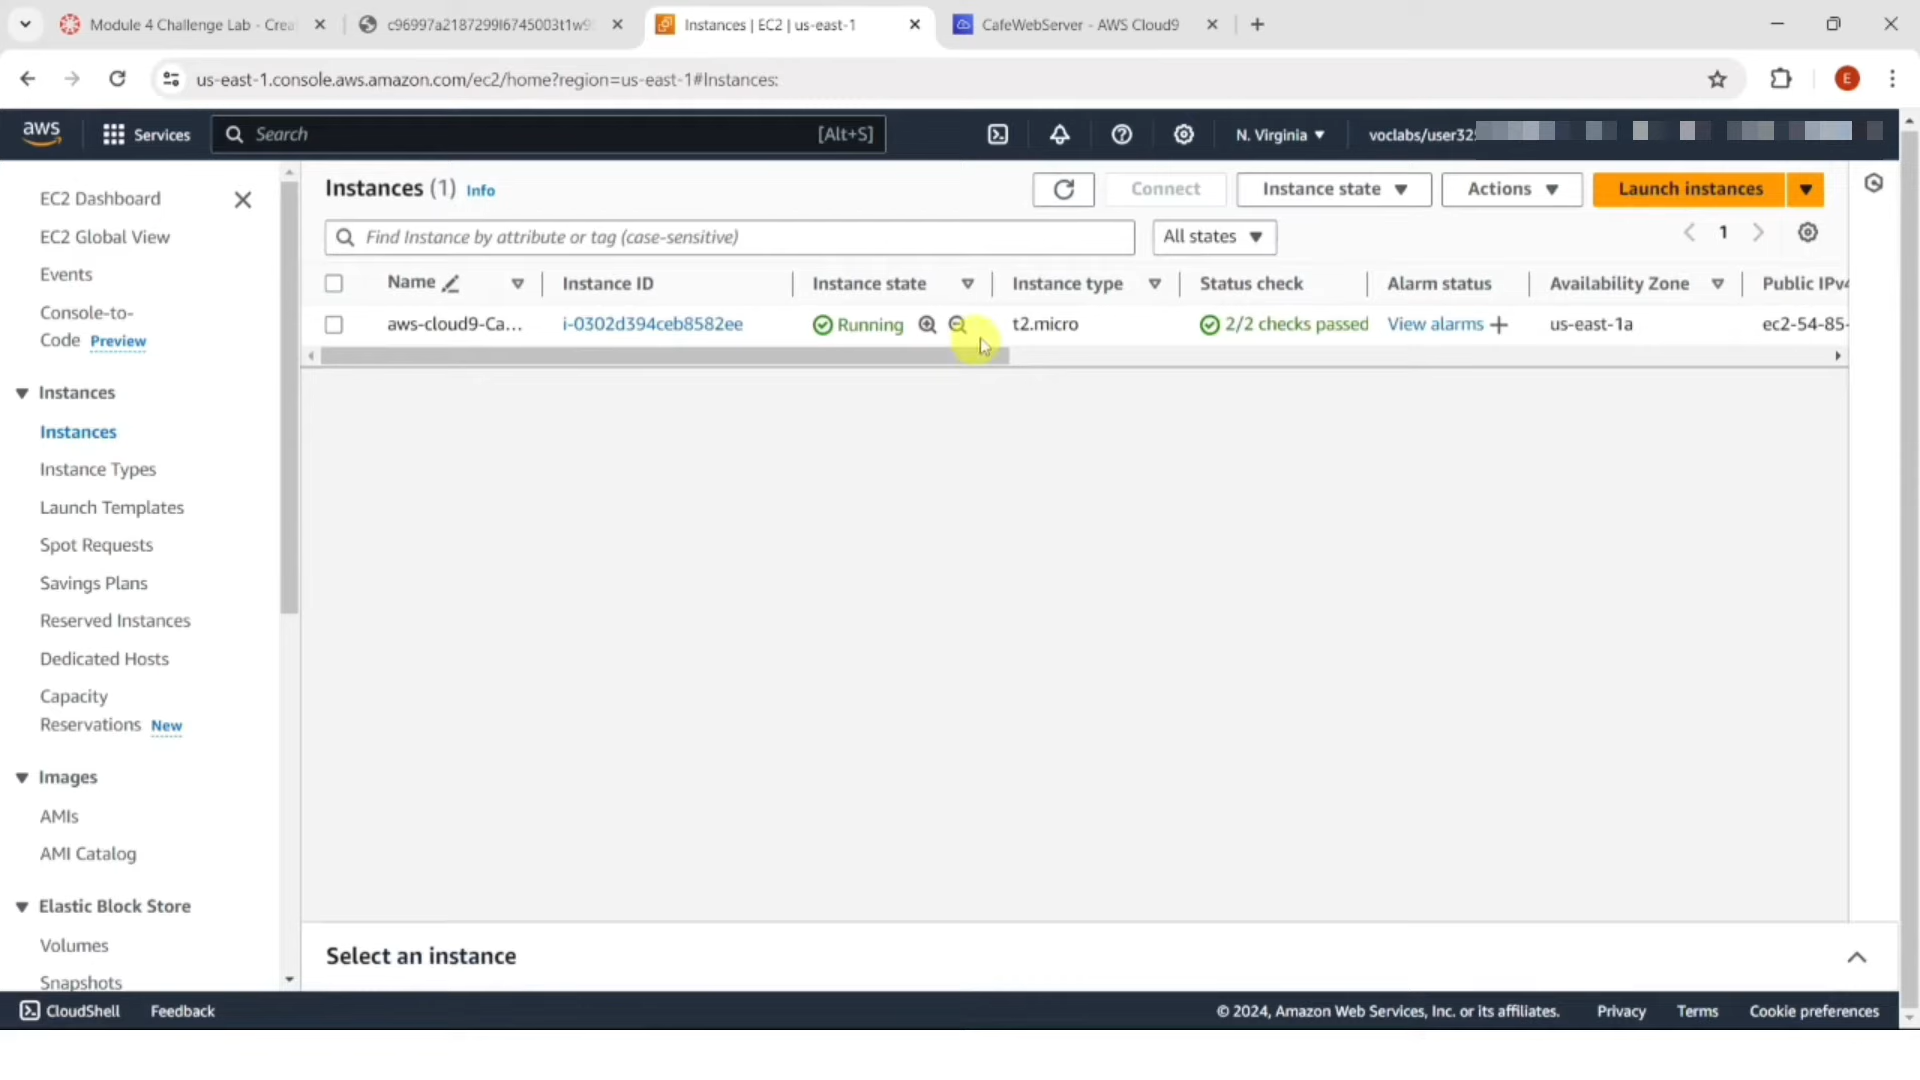 Module 4 Challenge Lab - Crea
c96997a2187299l6745003t1w9
Instances | EC2 | us-east-1
CafeWebServer - AWS Cloud9
us-east-1.console.aws.amazon.com/ec2/home?region=us-east-1#Instances:
E
aws
Services
Search
[Alt+S]
N. Virginia
voclabs/user32
EC2 Dashboard
EC2 Global View
Events
Console-to-
Code Preview
Instances
Instances
Instance Types
Launch Templates
Spot Requests
Savings Plans
Reserved Instances
Dedicated Hosts
Capacity
Reservations New
Images
AMIs
AMI Catalog
Elastic Block Store
Volumes
Snapshots
Instances (1) Info
Connect
Instance state
Actions
Launch instances
Find Instance by attribute or tag (case-sensitive)
All states
1
Name
Instance ID
Instance state
Instance type
Status check
Alarm status
Availability Zone
Public IPv4
aws-cloud9-Ca...
i-0302d394ceb8582ee
Running
t2.micro
2/2 checks passed
View alarms
us-east-1a
ec2-54-85-
Select an instance
CloudShell
Feedback
© 2024, Amazon Web Services, Inc. or its affiliates.
Privacy
Terms
Cookie preferences